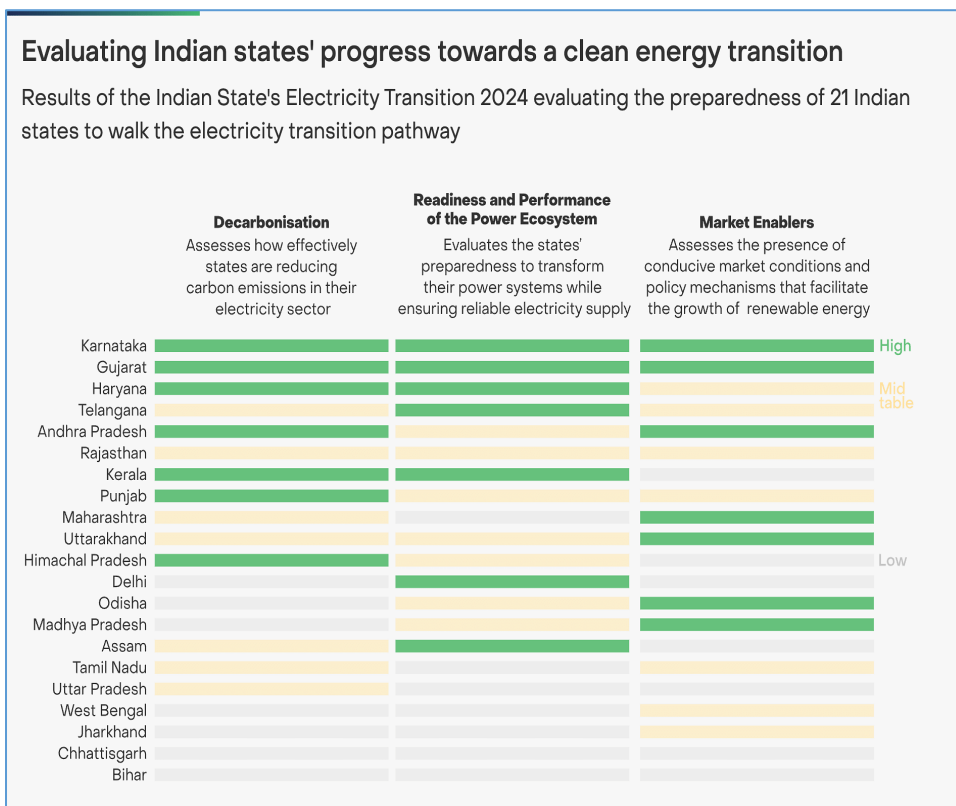 Evaluating Indian states' progress towards a clean energy transition
Results of the Indian State's Electricity Transition 2024 evaluating the preparedness of 21 Indian
states to walk the electricity transition pathway
Decarbonisation
Assesses how effectively
states are reducing
carbon emissions in their
electricity sector
Readiness and Performance
of the Power Ecosystem
Evaluates the states'
preparedness to transform
their power systems while
ensuring reliable electricity supply
Market Enablers
Assesses the presence of
conducive market conditions and
policy mechanisms that facilitate
the growth of renewable energy
Karnataka
High
Gujarat
Haryana
Mid
table
Telangana
Andhra Pradesh
Rajasthan
Kerala
Punjab
Maharashtra
Uttarakhand
Himachal Pradesh
Low
Delhi
Odisha
Madhya Pradesh
Assam
Tamil Nadu
Uttar Pradesh
West Bengal
Jharkhand
Chhattisgarh
Bihar